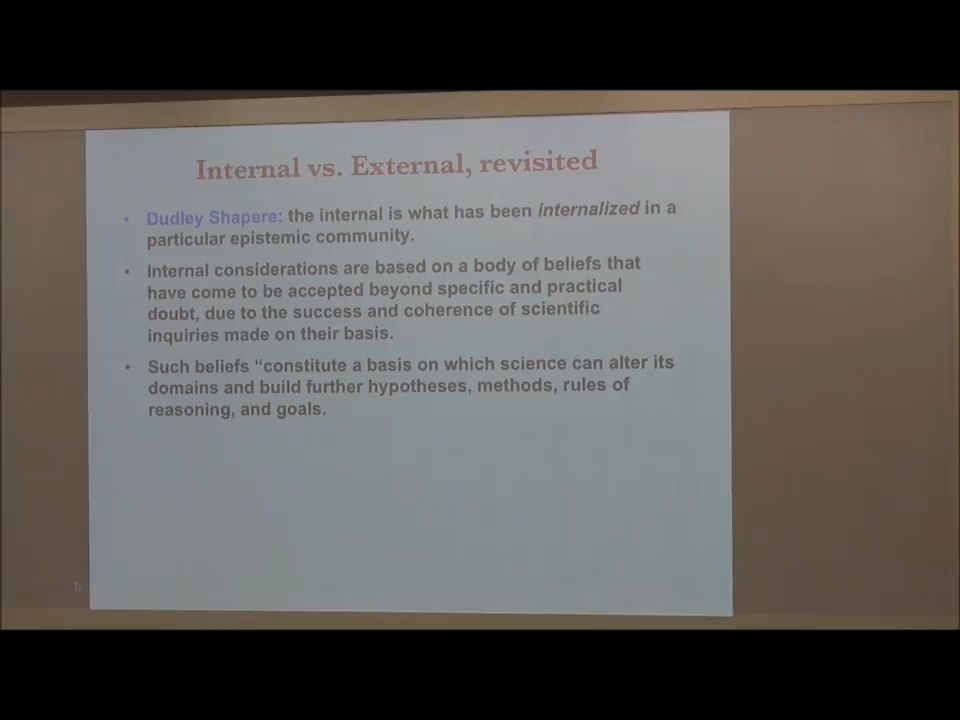 Internal vs. External, revisited
• Dudley Shapere: the internal is what has been internalized in a
particular epistemic community.
• Internal considerations are based on a body of beliefs that
have come to be accepted beyond specific and practical
doubt, due to the success and coherence of scientific
inquiries made on their basis.
• Such beliefs “constitute a basis on which science can alter its
domains and build further hypotheses, methods, rules of
reasoning, and goals.